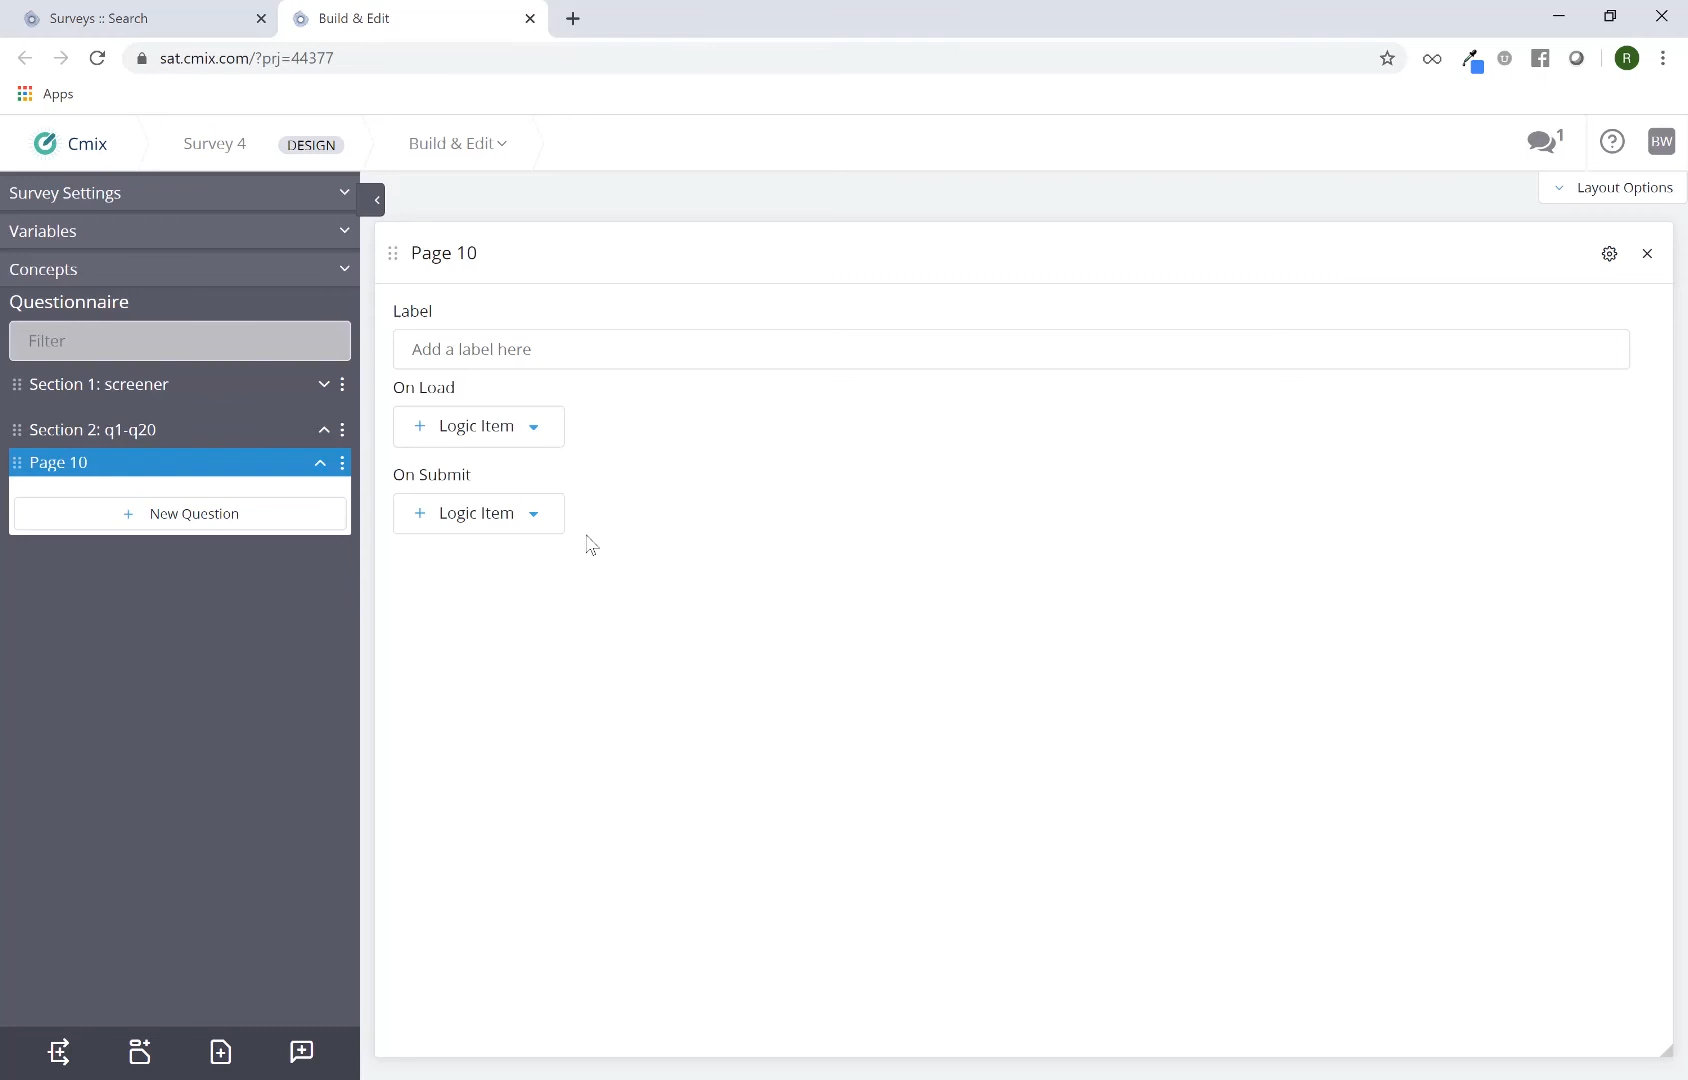 Surveys :: Search
Build & Edit
sat.cmix.com/?prj=44377
R
Apps
Cmix
Survey 4
DESIGN
Build & Edit
1
BW
Layout Options
Survey Settings
Variables
Concepts
Questionnaire
Filter
Section 1: screener
Section 2: q1-q20
Page 10
+ New Question
Page 10
Label
Add a label here
On Load
+ Logic Item
On Submit
+ Logic Item